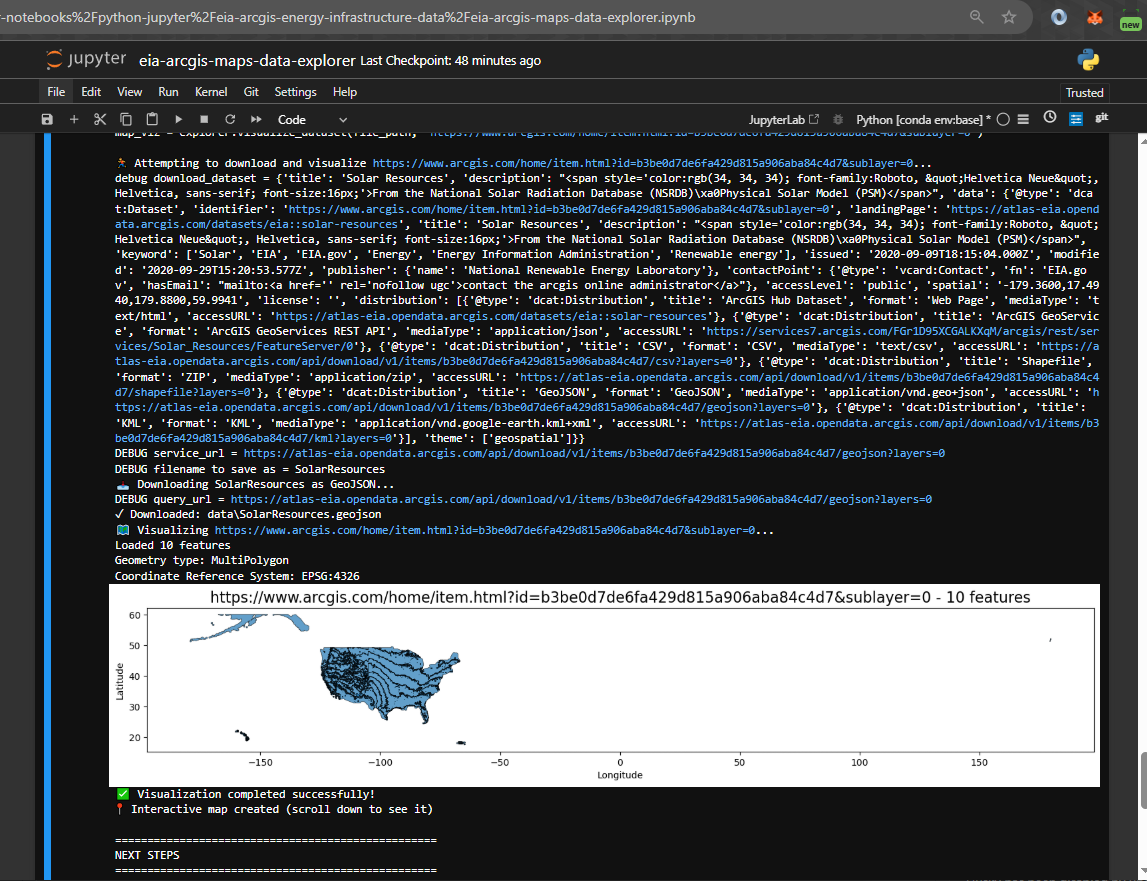 r-notebooks%2Fpython-jupyter%2Feia-arcgis-energy-infrastructure-data%2Feia-arcgis-maps-data-explorer.ipynb
new
jupyter eia-arcgis-maps-data-explorer Last Checkpoint: 48 minutes ago
File Edit View Run Kernel Git Settings Help Trusted
Code JupyterLab Python [conda env:base] * git
map_viz = explorer.visualize_dataset(file_path, 'https://www.arcgis.com/home/item.html?id=b3be0d7de6fa429d815a906aba84c4d7&sublayer=0')
Attempting to download and visualize https://www.arcgis.com/home/item.html?id=b3be0d7de6fa429d815a906aba84c4d7&sublayer=0...
debug download_dataset = {'title': 'Solar Resources', 'description': "<span style='color:rgb(34, 34, 34); font-family:Roboto, &quot;Helvetica Neue&quot;,
Helvetica, sans-serif; font-size:16px;'>From the National Solar Radiation Database (NSRDB)\xa0Physical Solar Model (PSM)</span>", 'data': {'@type': 'dca
t:Dataset', 'identifier': 'https://www.arcgis.com/home/item.html?id=b3be0d7de6fa429d815a906aba84c4d7&sublayer=0', 'landingPage': 'https://atlas-eia.opend
ata.arcgis.com/datasets/eia::solar-resources', 'title': 'Solar Resources', 'description': "<span style='color:rgb(34, 34, 34); font-family:Roboto, &quot;
Helvetica Neue&quot;, Helvetica, sans-serif; font-size:16px;'>From the National Solar Radiation Database (NSRDB)\xa0Physical Solar Model (PSM)</span>",
'keyword': ['Solar', 'EIA', 'EIA.gov', 'Energy', 'Energy Information Administration', 'Renewable energy'], 'issued': '2020-09-09T18:15:04.000Z', 'modifie
d': '2020-09-29T15:20:53.577Z', 'publisher': {'name': 'National Renewable Energy Laboratory'}, 'contactPoint': {'@type': 'vcard:Contact', 'fn': 'EIA.go
v', 'hasEmail': "mailto:<a href='' rel='nofollow ugc'>contact the arcgis online administrator</a>"}, 'accessLevel': 'public', 'spatial': '-179.3600,17.49
40,179.8800,59.9941', 'license': '', 'distribution': [{'@type': 'dcat:Distribution', 'title': 'ArcGIS Hub Dataset', 'format': 'Web Page', 'mediaType': 't
ext/html', 'accessURL': 'https://atlas-eia.opendata.arcgis.com/datasets/eia::solar-resources'}, {'@type': 'dcat:Distribution', 'title': 'ArcGIS GeoServic
e', 'format': 'ArcGIS GeoServices REST API', 'mediaType': 'application/json', 'accessURL': 'https://services7.arcgis.com/FGr1D95XCGALKXqM/arcgis/rest/ser
vices/Solar_Resources/FeatureServer/0'}, {'@type': 'dcat:Distribution', 'title': 'CSV', 'format': 'CSV', 'mediaType': 'text/csv', 'accessURL': 'https://a
tlas-eia.opendata.arcgis.com/api/download/v1/items/b3be0d7de6fa429d815a906aba84c4d7/csv?layers=0'}, {'@type': 'dcat:Distribution', 'title': 'Shapefile',
'format': 'ZIP', 'mediaType': 'application/zip', 'accessURL': 'https://atlas-eia.opendata.arcgis.com/api/download/v1/items/b3be0d7de6fa429d815a906aba84c4
d7/shapefile?layers=0'}, {'@type': 'dcat:Distribution', 'title': 'GeoJSON', 'format': 'GeoJSON', 'mediaType': 'application/vnd.geo+json', 'accessURL': 'h
ttps://atlas-eia.opendata.arcgis.com/api/download/v1/items/b3be0d7de6fa429d815a906aba84c4d7/geojson?layers=0'}, {'@type': 'dcat:Distribution', 'title':
'KML', 'format': 'KML', 'mediaType': 'application/vnd.google-earth.kml+xml', 'accessURL': 'https://atlas-eia.opendata.arcgis.com/api/download/v1/items/b3
be0d7de6fa429d815a906aba84c4d7/kml?layers=0'}], 'theme': ['geospatial']}}
DEBUG service_url = https://atlas-eia.opendata.arcgis.com/api/download/v1/items/b3be0d7de6fa429d815a906aba84c4d7/geojson?layers=0
DEBUG filename to save as = SolarResources
Downloading SolarResources as GeoJSON...
DEBUG query_url = https://atlas-eia.opendata.arcgis.com/api/download/v1/items/b3be0d7de6fa429d815a906aba84c4d7/geojson?layers=0
✓ Downloaded: data\SolarResources.geojson
Visualizing https://www.arcgis.com/home/item.html?id=b3be0d7de6fa429d815a906aba84c4d7&sublayer=0...
Loaded 10 features
Geometry type: MultiPolygon
Coordinate Reference System: EPSG:4326
https://www.arcgis.com/home/item.html?id=b3be0d7de6fa429d815a906aba84c4d7&sublayer=0 - 10 features
60
50
40
30
20
Latitude
−150 −100 −50 0 50 100 150
Longitude
✅ Visualization completed successfully!
Interactive map created (scroll down to see it)
==================================================
NEXT STEPS
==================================================